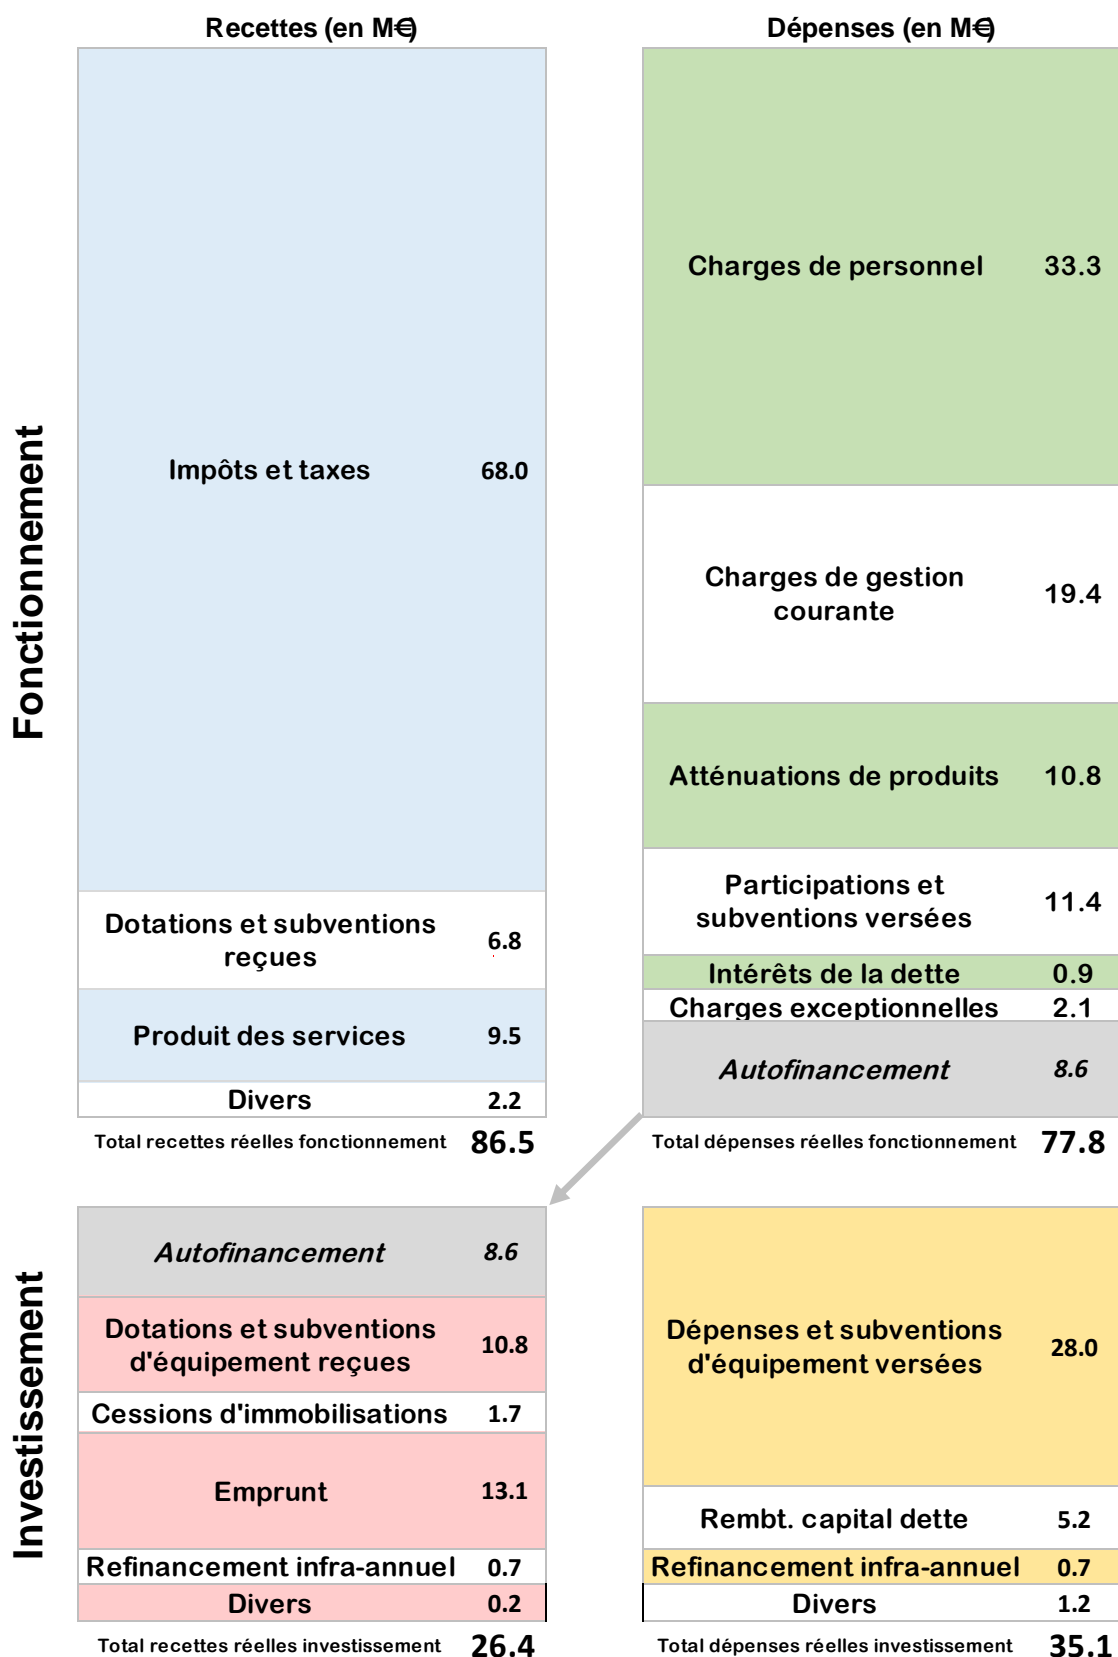 Recettes (en M€)
Fonctionnement
Impôts et taxes 68.0
Dotations et subventions
reçues 6.8
Produit des services 9.5
Divers 2.2
Total recettes réelles fonctionnement 86.5
Dépenses (en M€)
Charges de personnel 33.3
Charges de gestion
courante 19.4
Atténuations de produits 10.8
Participations et
subventions versées 11.4
Intérêts de la dette 0.9
Charges exceptionnelles 2.1
Autofinancement 8.6
Total dépenses réelles fonctionnement 77.8
Investissement
Autofinancement 8.6
Dotations et subventions
d'équipement reçues 10.8
Cessions d'immobilisations 1.7
Emprunt 13.1
Refinancement infra-annuel 0.7
Divers 0.2
Total recettes réelles investissement 26.4
Dépenses et subventions
d'équipement versées 28.0
Rembt. capital dette 5.2
Refinancement infra-annuel 0.7
Divers 1.2
Total dépenses réelles investissement 35.1